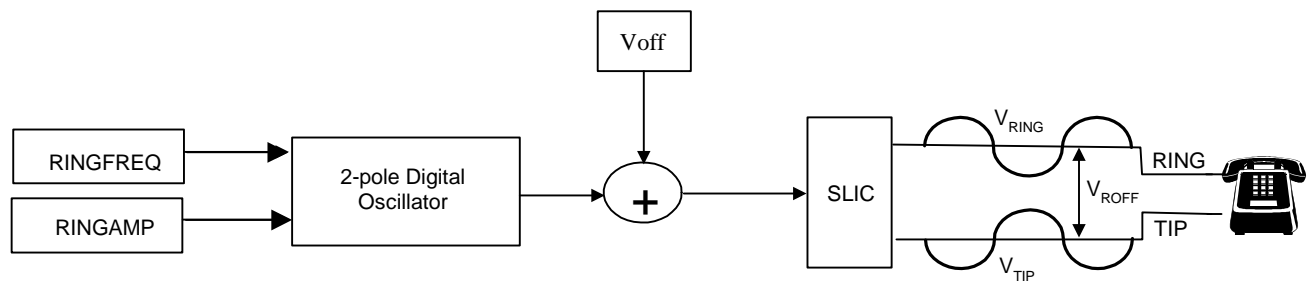 Voff
RINGFREQ
RINGAMP
2-pole Digital
Oscillator
+
SLIC
VRING
VROFF
VTIP
RING
TIP